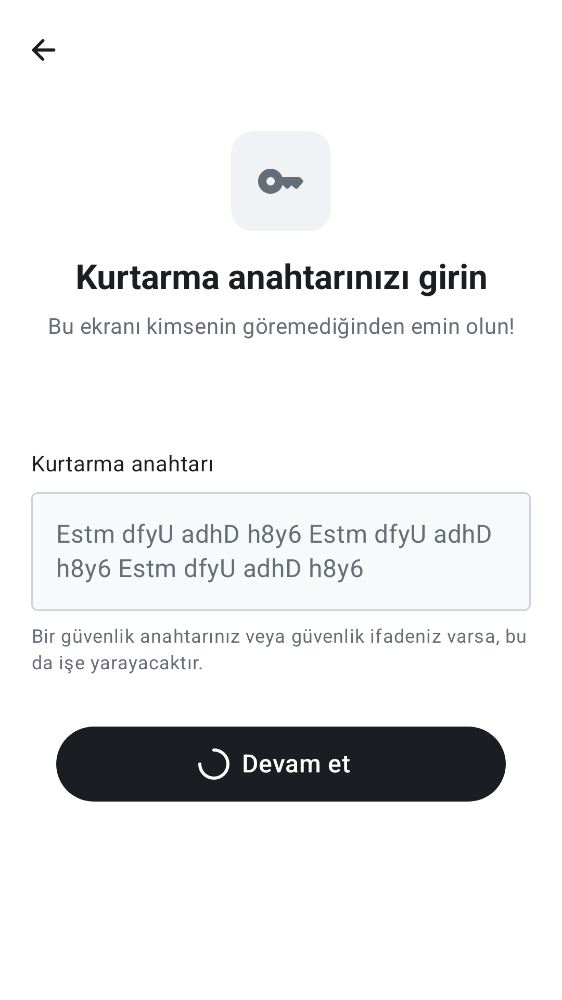 Kurtarma anahtarınızı girin
Bu ekranı kimsenin göremediğinden emin olun!
Kurtarma anahtarı
Estm dfyU adhD h8y6 Estm dfyU adhD
h8y6 Estm dfyU adhD h8y6
Bir güvenlik anahtarınız veya güvenlik ifadeniz varsa, bu
da işe yarayacaktır.
Devam et